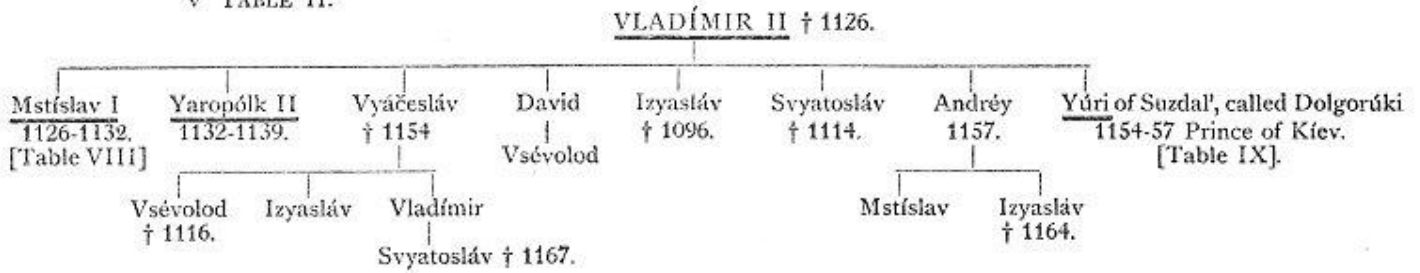 V TABLE II.
VLADÍMIR II † 1126.
Mstíslav I Yaropólk II Vyáčesláv David Izyasláv Svyatosláv Andréy Yúri of Suzdal', called Dolgorúki
1126-1132. 1132-1139. † 1154 † 1096. † 1114. 1157. 1154-57 Prince of Kíev.
[Table VIII] Vsévolod [Table IX].
Vsévolod Izyasláv Vladímir Mstíslav Izyasláv
† 1116. † 1164.
Svyatosláv † 1167.